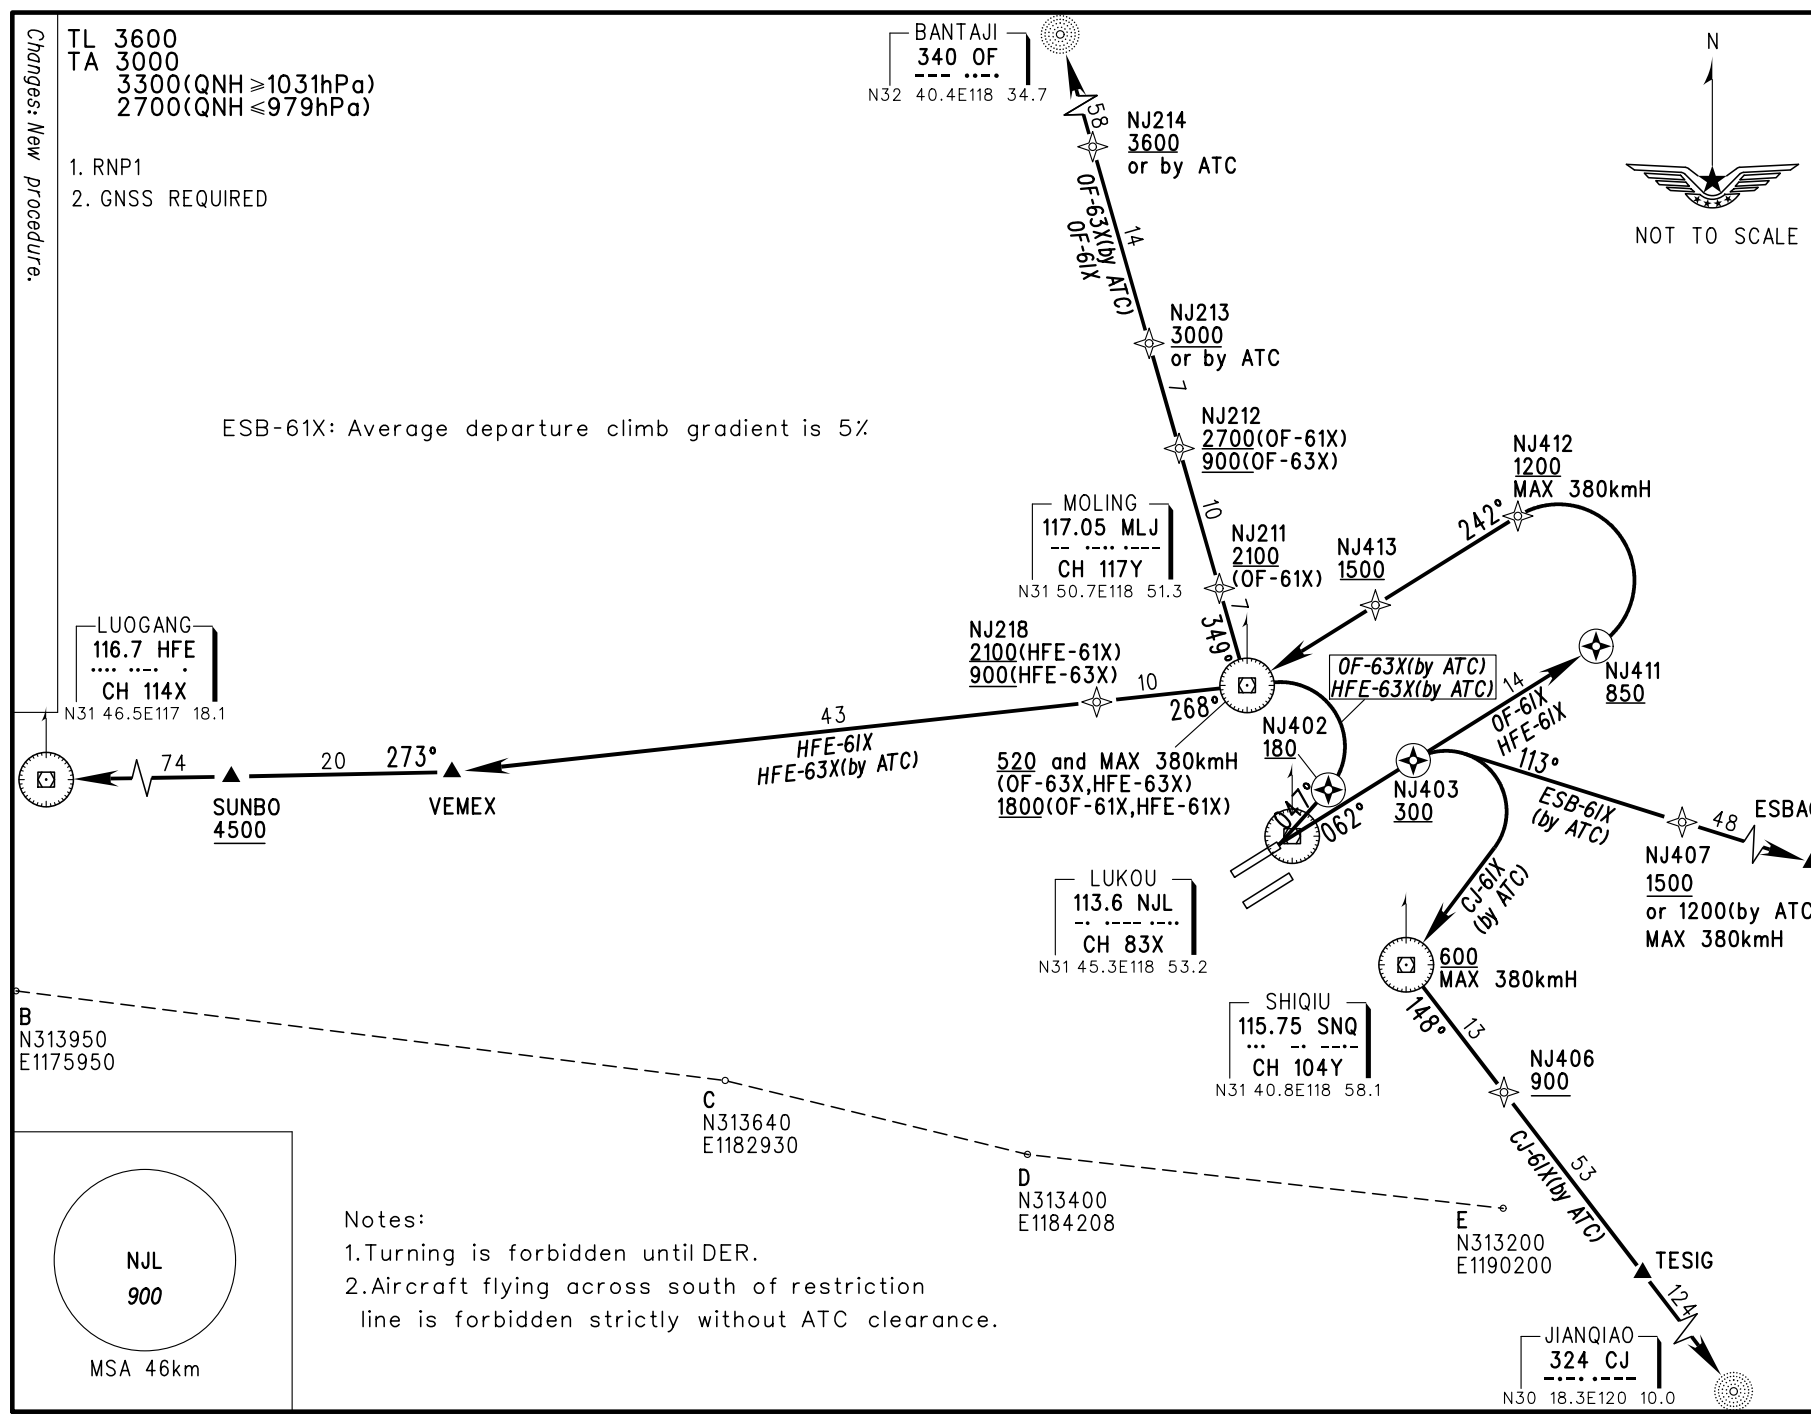 Changes: New procedure.
TL 3600
TA 3000
3300(QNH ≥1031hPa)
2700(QNH ≤979hPa)
1. RNP1
2. GNSS REQUIRED
BANTAJI
340 OF
N32 40.4E118 34.7
N
NOT TO SCALE
58
NJ214
3600
or by ATC
OF-63X(by ATC)
OF-61X
14
NJ213
3000
or by ATC
7
ESB-61X: Average departure climb gradient is 5%
NJ212
2700(OF-61X)
900(OF-63X)
10
NJ412
1200
MAX 380kmH
242°
MOLING
117.05 MLJ
CH 117Y
N31 50.7E118 51.3
NJ211
2100
(OF-61X)
7
349°
NJ413
1500
LUOGANG
116.7 HFE
CH 114X
N31 46.5E117 18.1
NJ218
2100(HFE-61X)
900(HFE-63X)
10
268°
OF-63X(by ATC)
HFE-63X(by ATC)
NJ411
850
14
OF-61X
HFE-61X
43
HFE-61X
HFE-63X(by ATC)
NJ402
180
74
20
273°
SUNBO
4500
VEMEX
520 and MAX 380kmH
(OF-63X,HFE-63X)
1800(OF-61X,HFE-61X)
047°
062°
NJ403
300
113°
ESB-61X
(by ATC)
48
ESBA
NJ407
1500
or 1200(by ATC
MAX 380kmH
LUKOU
113.6 NJL
CH 83X
N31 45.3E118 53.2
CJ-61X
(by ATC)
600
MAX 380kmH
148°
13
SHIQIU
115.75 SNQ
CH 104Y
N31 40.8E118 58.1
NJ406
900
B
N313950
E1175950
C
N313640
E1182930
D
N313400
E1184208
E
N313200
E1190200
CJ-61X(by ATC)
53
TESIG
124
JIANQIAO
324 CJ
N30 18.3E120 10.0
NJL
900
MSA 46km
Notes:
1.Turning is forbidden until DER.
2.Aircraft flying across south of restriction
line is forbidden strictly without ATC clearance.